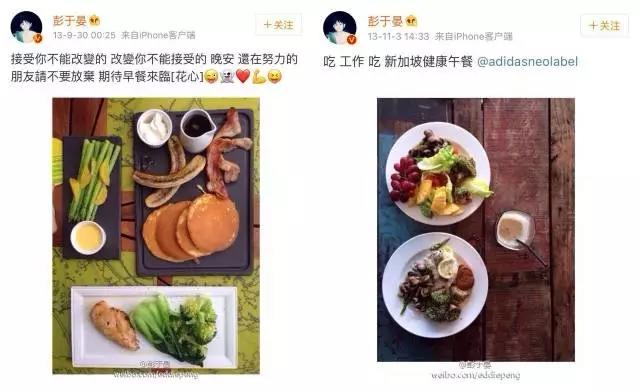 彭于晏
13-9-30 00:25 来自iPhone客户端
+关注
接受你不能改變的 改變你不能接受的 晚安 還在努力的
朋友請不要放棄 期待早餐來臨[花心]😜👻❤️💪😝
@彭于晏
weibo.com/eddiepeng
彭于晏
13-11-3 14:33 来自iPhone客户端
+关注
吃 工作 吃 新加坡健康午餐 @adidasneolabel
@彭于晏
weibo.com/eddiepeng